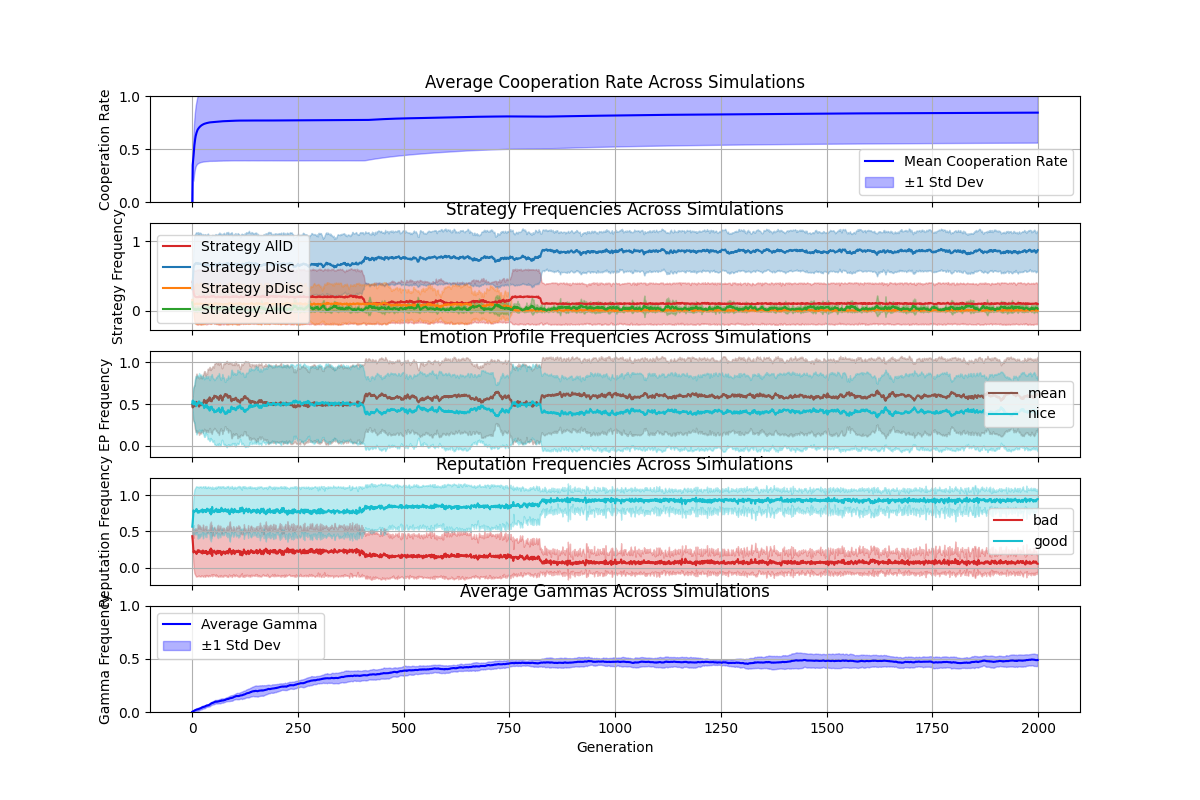 Average Cooperation Rate Across Simulations
1.0
0.5
0.0
Cooperation Rate
Mean Cooperation Rate
±1 Std Dev
Strategy Frequencies Across Simulations
1
0
Strategy Frequency
Strategy AllD
Strategy Disc
Strategy pDisc
Strategy AllC
Emotion Profile Frequencies Across Simulations
1.0
0.5
0.0
EP Frequency
mean
nice
Reputation Frequencies Across Simulations
1.0
0.5
0.0
Reputation Frequency
bad
good
Average Gammas Across Simulations
1.0
0.5
0.0
Gamma Frequency
Average Gamma
±1 Std Dev
0 250 500 750 1000 1250 1500 1750 2000
Generation